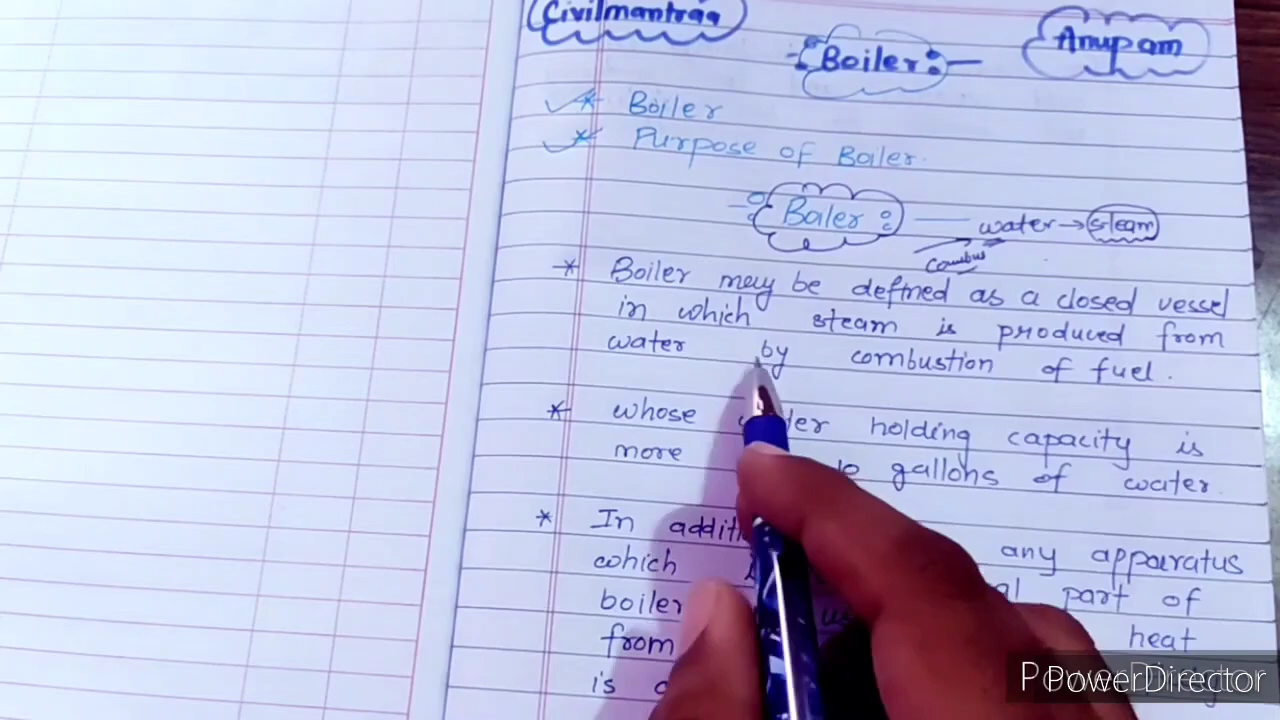 Civilmantraa
Boiler
Anupam
* Boiler
* Purpose of Boiler.
Boiler
water → steam
* Boiler may be defined as a closed vessel
in which steam is produced from
water by combustion of fuel.
* whose holding capacity is
more gallons of water.
* In any apparatus
which
boiler part of
from heat
is
PowerDirector
PowerDirector